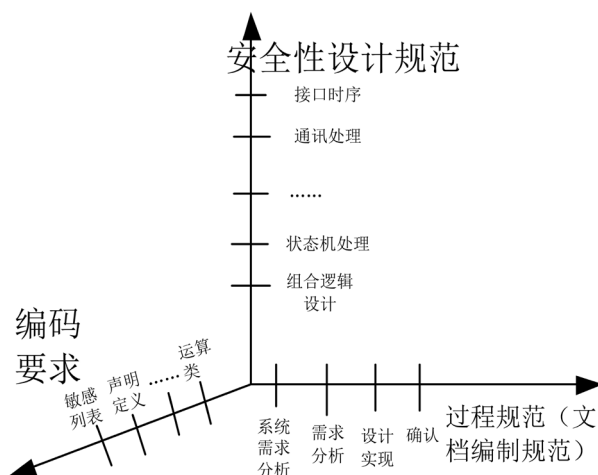 安全性设计规范
接口时序
通讯处理
……
状态机处理
组合逻辑
设计
编码
要求
敏感
列表
声明
定义
……
运算
类
系统
需求
分析
需求
分析
设计
实现
确认
过程规范（文
档编制规范）